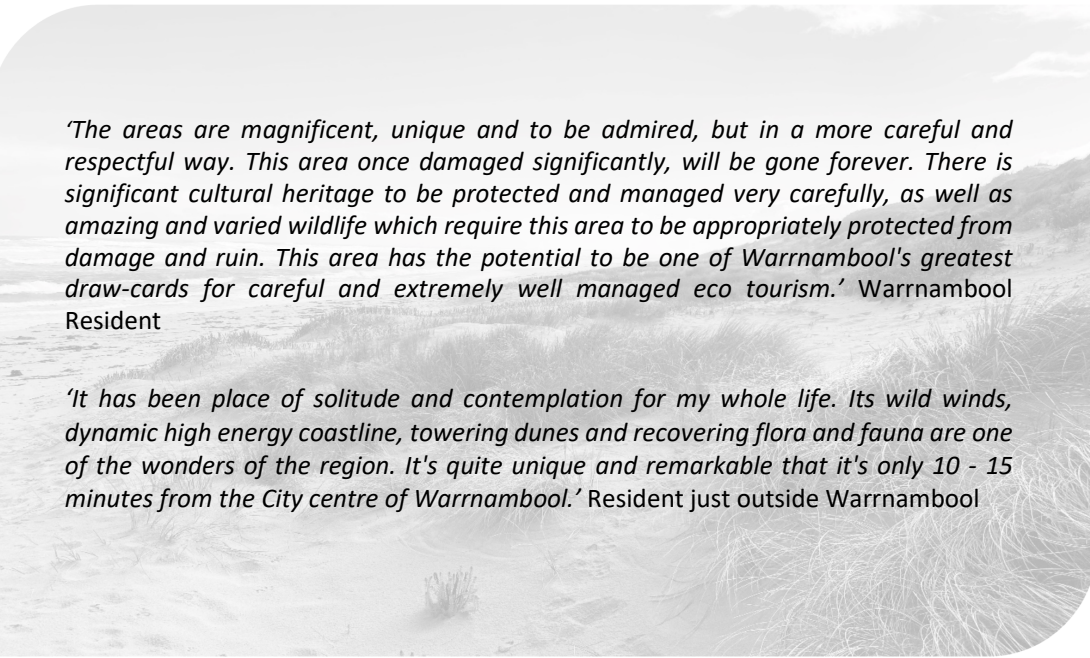 ‘The areas are magnificent, unique and to be admired, but in a more careful and
respectful way. This area once damaged significantly, will be gone forever. There is
significant cultural heritage to be protected and managed very carefully, as well as
amazing and varied wildlife which require this area to be appropriately protected from
damage and ruin. This area has the potential to be one of Warrnambool's greatest
draw-cards for careful and extremely well managed eco tourism.’ Warrnambool
Resident
‘It has been place of solitude and contemplation for my whole life. Its wild winds,
dynamic high energy coastline, towering dunes and recovering flora and fauna are one
of the wonders of the region. It's quite unique and remarkable that it's only 10 - 15
minutes from the City centre of Warrnambool.’ Resident just outside Warrnambool